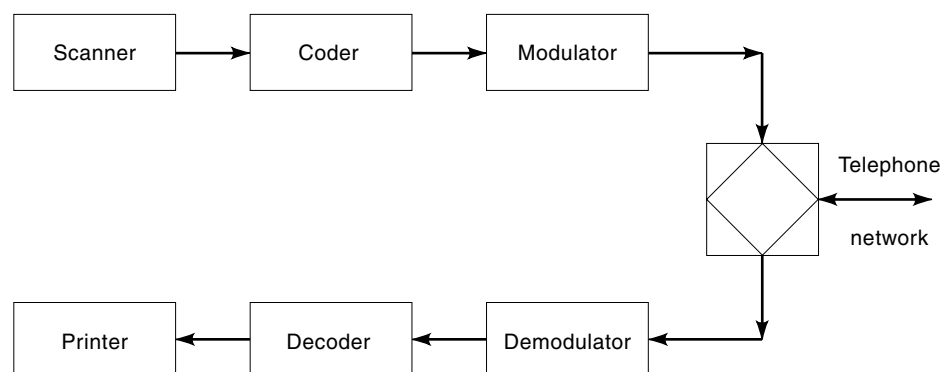 Scanner
Coder
Modulator
Telephone
network
Printer
Decoder
Demodulator